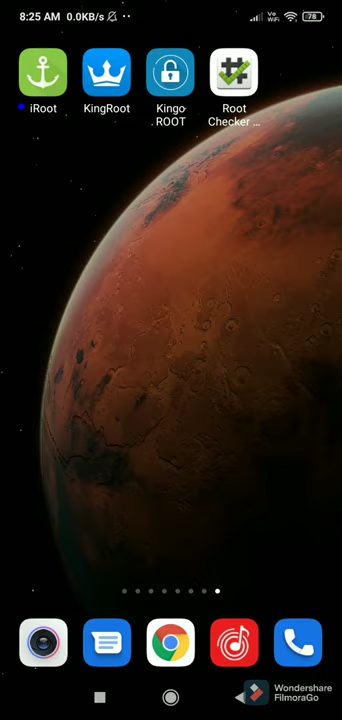 8:25 AM 0.0KB/s
Vo
WiFi
78
iRoot
KingRoot
Kingo
ROOT
Root
Checker ...
Wondershare
FilmoraGo